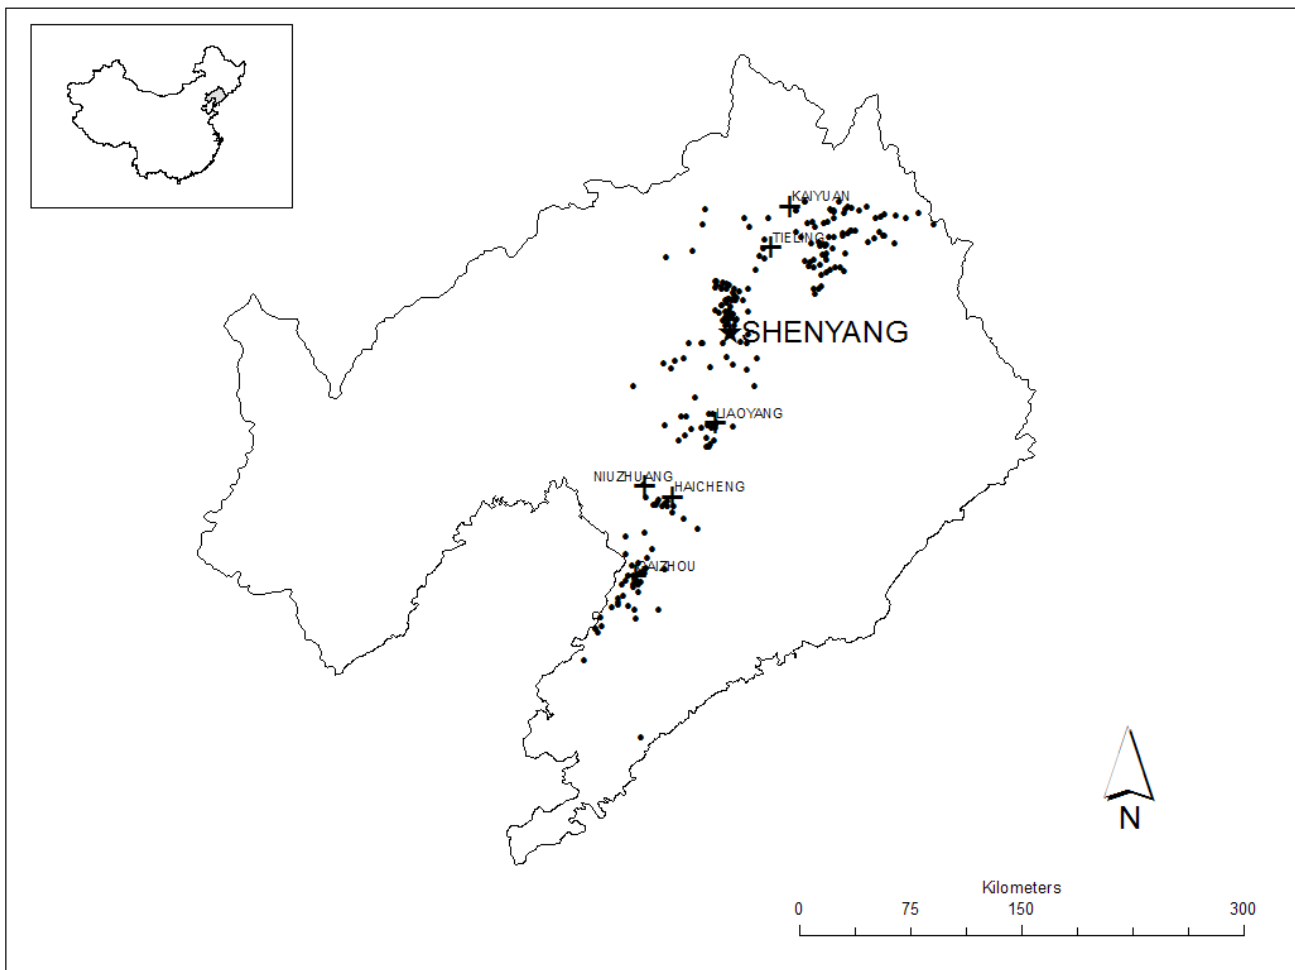 KAIYUAN
TIELING
SHENYANG
LIAOYANG
NIUZHUANG
HAICHENG
GAIZHOU
N
Kilometers
0 75 150 300